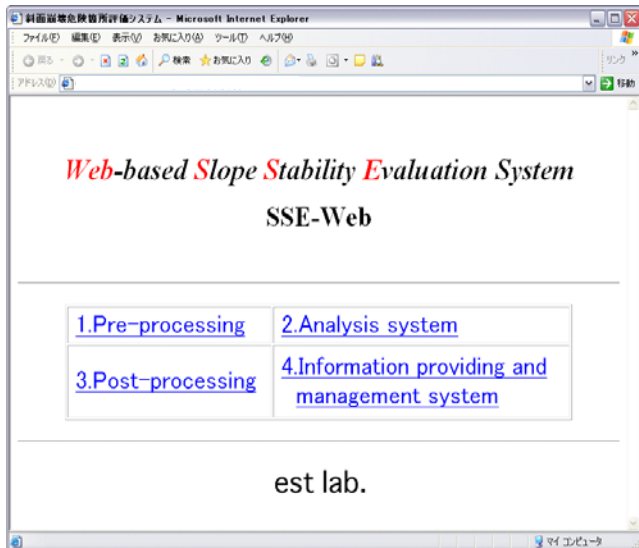 斜面崩壊危険箇所評価システム - Microsoft Internet Explorer
ファイル(F) 編集(E) 表示(V) お気に入り(A) ツール(T) ヘルプ(H)
戻る 検索 お気に入り リンク »
アドレス(D) 移動
Web-based Slope Stability Evaluation System
SSE-Web
1.Pre-processing 2.Analysis system
3.Post-processing 4.Information providing and
management system
est lab.
マイ コンピュータ